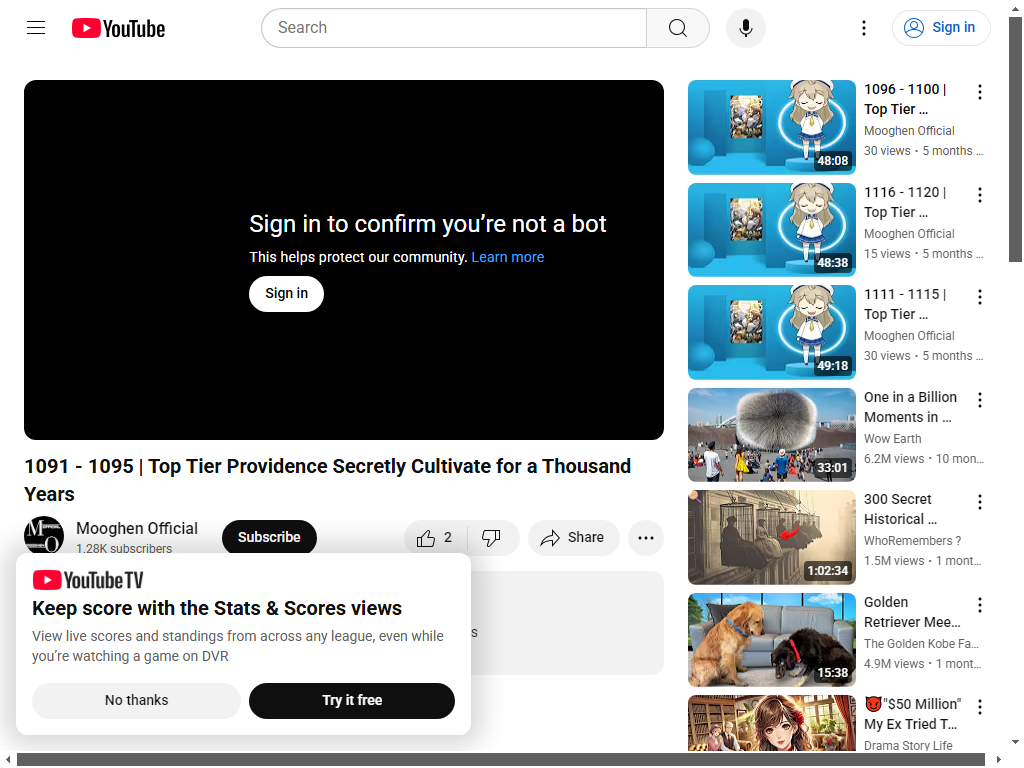 YouTube
Search
Sign in
Sign in to confirm you’re not a bot
This helps protect our community. Learn more
Sign in
1091 - 1095 | Top Tier Providence Secretly Cultivate for a Thousand
Years
Mooghen Official
1.28K subscribers
Subscribe
2
Share
YouTube TV
Keep score with the Stats & Scores views
View live scores and standings from across any league, even while
you’re watching a game on DVR
No thanks
Try it free
s
48:08
1096 - 1100 |
Top Tier ...
Mooghen Official
30 views • 5 months ...
48:38
1116 - 1120 |
Top Tier ...
Mooghen Official
15 views • 5 months ...
49:18
1111 - 1115 |
Top Tier ...
Mooghen Official
30 views • 5 months ...
33:01
One in a Billion
Moments in ...
Wow Earth
6.2M views • 10 mon...
1:02:34
300 Secret
Historical ...
WhoRemembers ?
1.5M views • 1 mont...
15:38
Golden
Retriever Mee...
The Golden Kobe Fa...
4.9M views • 1 mont...
😈"$50 Million"
My Ex Tried T...
Drama Story Life